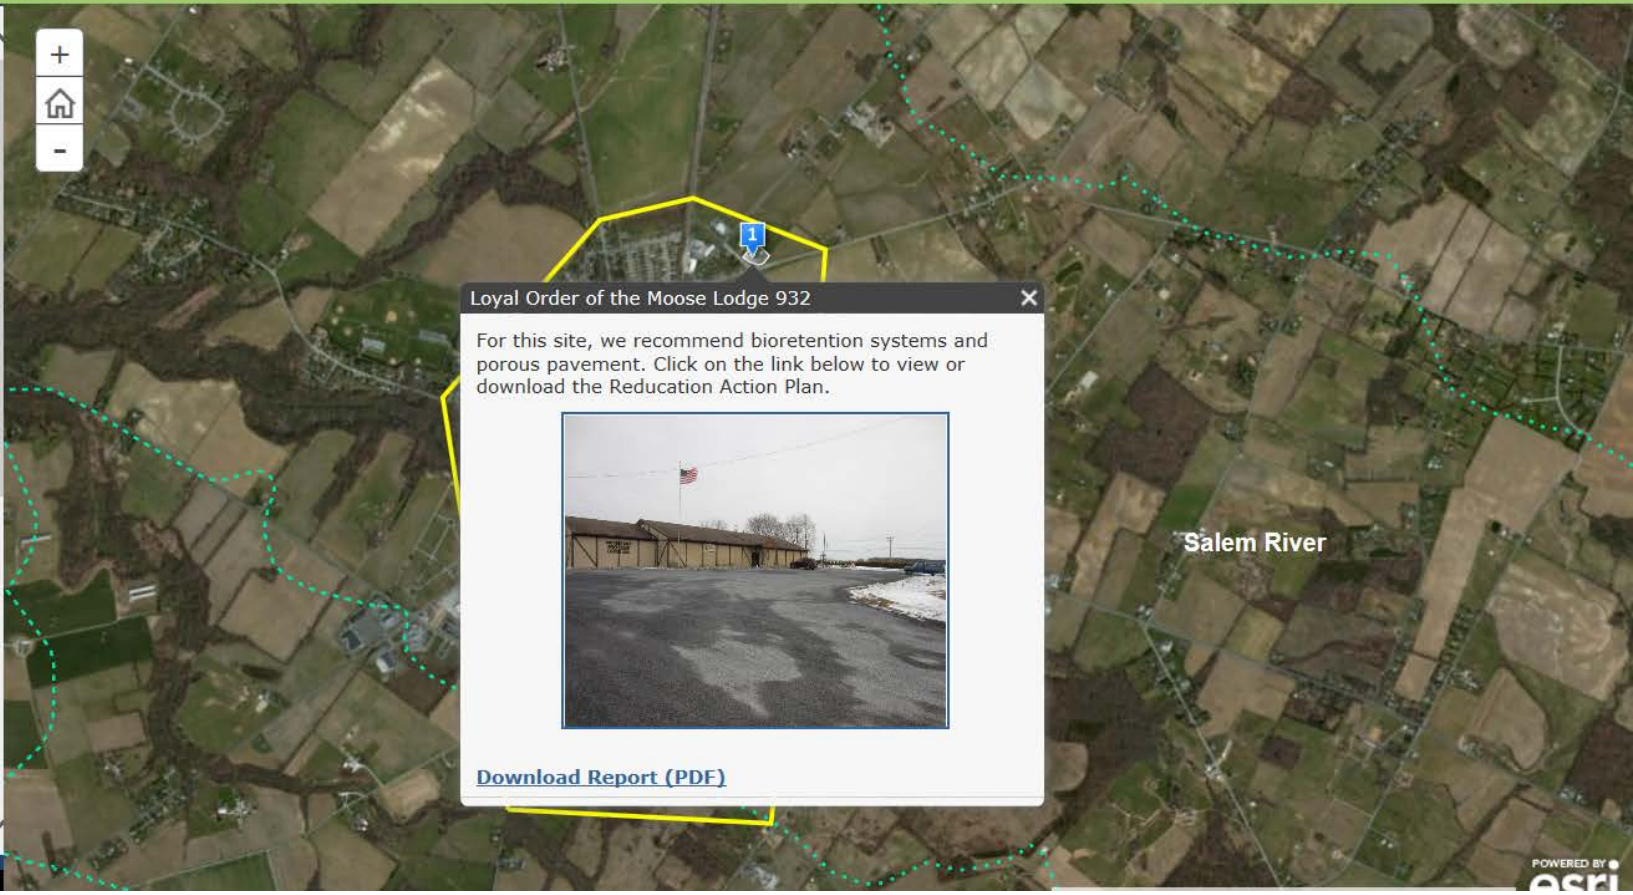 +
-
1
Loyal Order of the Moose Lodge 932
For this site, we recommend bioretention systems and
porous pavement. Click on the link below to view or
download the Reducation Action Plan.
Download Report (PDF)
Salem River
POWERED BY
esri